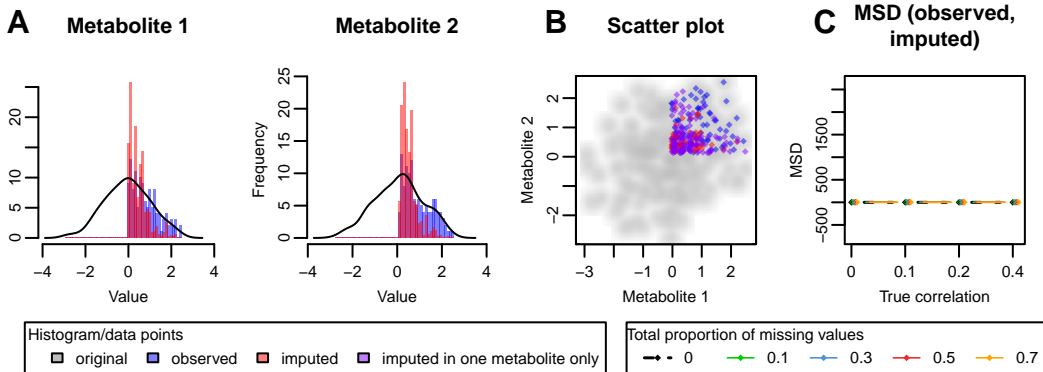 A
Metabolite 1
Metabolite 2
B
Scatter plot
C
MSD (observed,
imputed)
0
5
10
20
−4
−2
0
2
4
Value
Frequency
0
5
10
15
20
25
−4
−2
0
2
4
Value
Metabolite 2
−2
0
1
2
−3
−1
0
1
2
Metabolite 1
MSD
−500
0
500
1500
0
0.1
0.2
0.4
True correlation
Histogram/data points
original
observed
imputed
imputed in one metabolite only
Total proportion of missing values
0
0.1
0.3
0.5
0.7